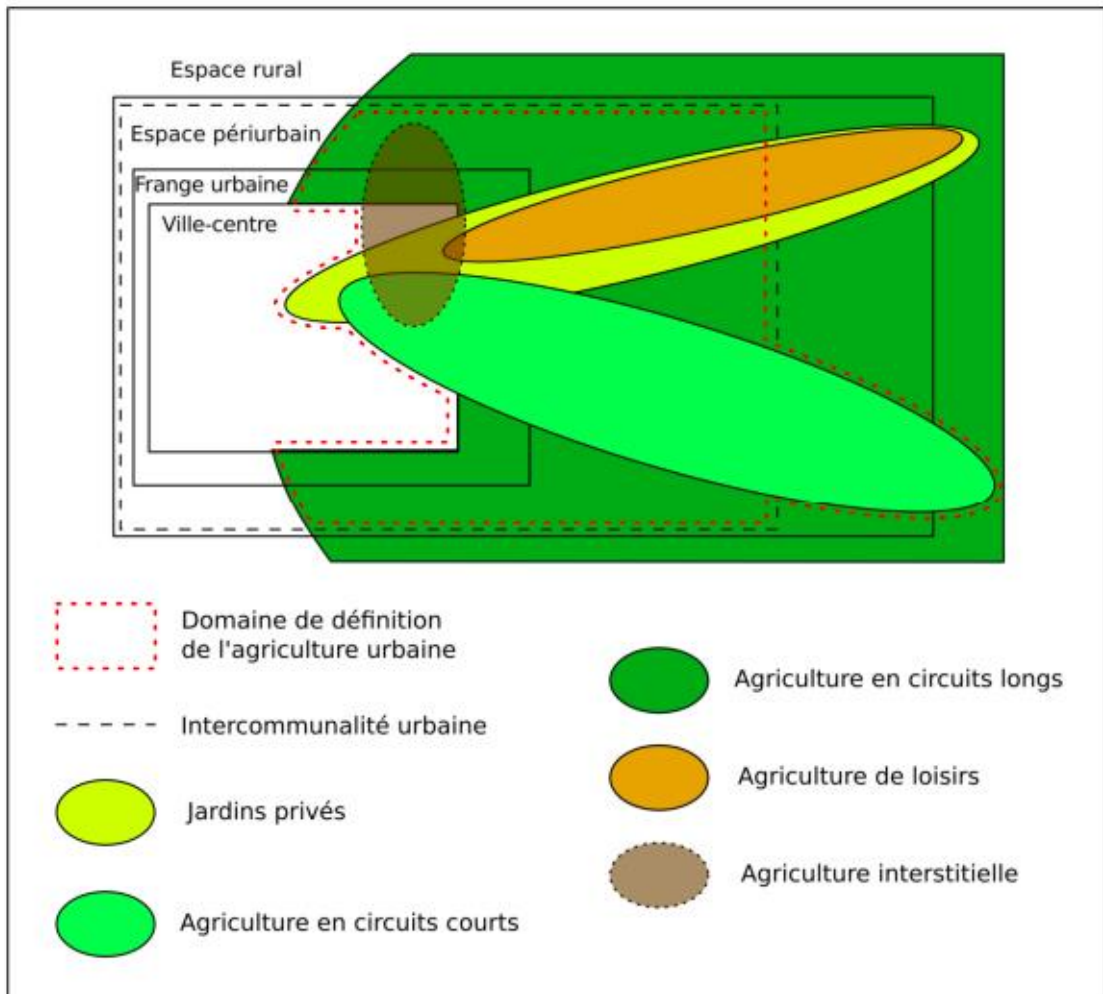 Espace rural
Espace périurbain
Frange urbaine
Ville-centre
Domaine de définition
de l'agriculture urbaine
Intercommunalité urbaine
Jardins privés
Agriculture en circuits courts
Agriculture en circuits longs
Agriculture de loisirs
Agriculture interstitielle